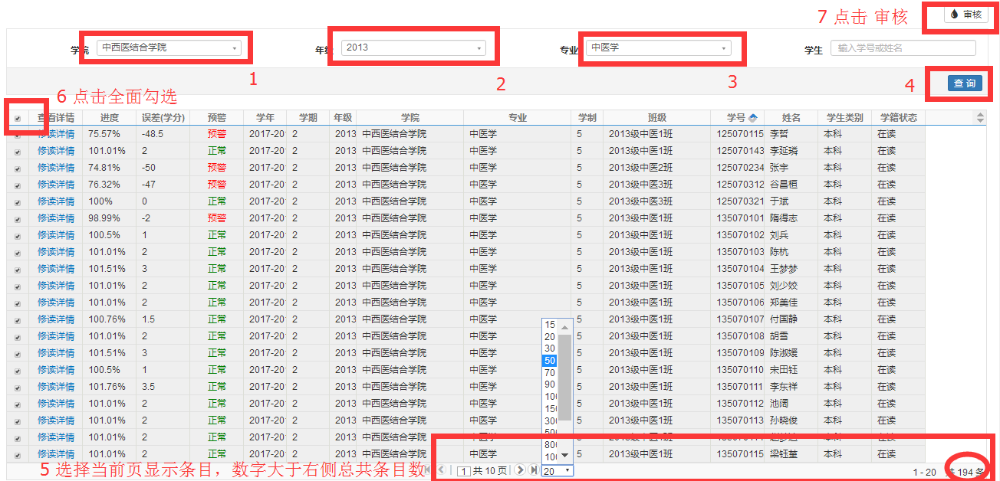 7 点击 审核
审核
学院 中西医结合学院 年级 2013 专业 中医学 学生 输入学号或姓名
1 2 3 4 查 询
6 点击全面勾选
查看详情 进度 误差(学分) 预警 学年 学期 年级 学院 专业 学制 班级 学号 姓名 学生类别 学籍状态
修读详情 75.57% -48.5 预警 2017-20 2 2013 中西医结合学院 中医学 5 2013级中医1班 125070115 李哲 本科 在读
修读详情 101.01% 2 正常 2017-20 2 2013 中西医结合学院 中医学 5 2013级中医1班 125070143 李延璘 本科 在读
修读详情 74.81% -50 预警 2017-20 2 2013 中西医结合学院 中医学 5 2013级中医2班 125070234 张宇 本科 在读
修读详情 76.32% -47 预警 2017-20 2 2013 中西医结合学院 中医学 5 2013级中医3班 125070312 谷昌桓 本科 在读
修读详情 100% 0 正常 2017-20 2 2013 中西医结合学院 中医学 5 2013级中医3班 125070321 于斌 本科 在读
修读详情 98.99% -2 预警 2017-20 2 2013 中西医结合学院 中医学 5 2013级中医1班 135070101 隋得志 本科 在读
修读详情 100.5% 1 正常 2017-20 2 2013 中西医结合学院 中医学 5 2013级中医1班 135070102 刘兵 本科 在读
修读详情 101.01% 2 正常 2017-20 2 2013 中西医结合学院 中医学 5 2013级中医1班 135070103 陈杭 本科 在读
修读详情 101.51% 3 正常 2017-20 2 2013 中西医结合学院 中医学 5 2013级中医1班 135070104 王梦梦 本科 在读
修读详情 101.01% 2 正常 2017-20 2 2013 中西医结合学院 中医学 5 2013级中医1班 135070105 刘少姣 本科 在读
修读详情 101.01% 2 正常 2017-20 2 2013 中西医结合学院 中医学 5 2013级中医1班 135070106 郑美佳 本科 在读
修读详情 100.76% 1.5 正常 2017-20 2 2013 中西医结合学院 中医学 15 5 2013级中医1班 135070107 付国静 本科 在读
修读详情 101.01% 2 正常 2017-20 2 2013 中西医结合学院 中医学 20 5 2013级中医1班 135070108 胡雪 本科 在读
30
修读详情 101.51% 3 正常 2017-20 2 2013 中西医结合学院 中医学 50 5 2013级中医1班 135070109 陈淑媛 本科 在读
修读详情 100.5% 1 正常 2017-20 2 2013 中西医结合学院 中医学 70 5 2013级中医1班 135070110 宋田钰 本科 在读
修读详情 101.76% 3.5 正常 2017-20 2 2013 中西医结合学院 中医学 90 5 2013级中医1班 135070111 李东祥 本科 在读
修读详情 101.01% 2 正常 2017-20 2 2013 中西医结合学院 中医学 5 2013级中医1班 135070112 池阔 本科 在读
修读详情 101.01% 2 正常 2017-20 2 2013 中西医结合学院 中医学 5 2013级中医1班 135070113 孙晓俊 本科 在读
修读详情 101.01% 2 正常 2017-20 2 2013 中西医结合学院 中医学 5 本科 在读
修读详情 101.01% 2 正常 2017-20 2 2013 中西医结合学院 中医学 5 2013级中医1班 135070115 梁钰堃 本科 在读
5 选择当前页显示条目，数字大于右侧总共条目数 1 共 10 页 20 1 - 20 共 194 条